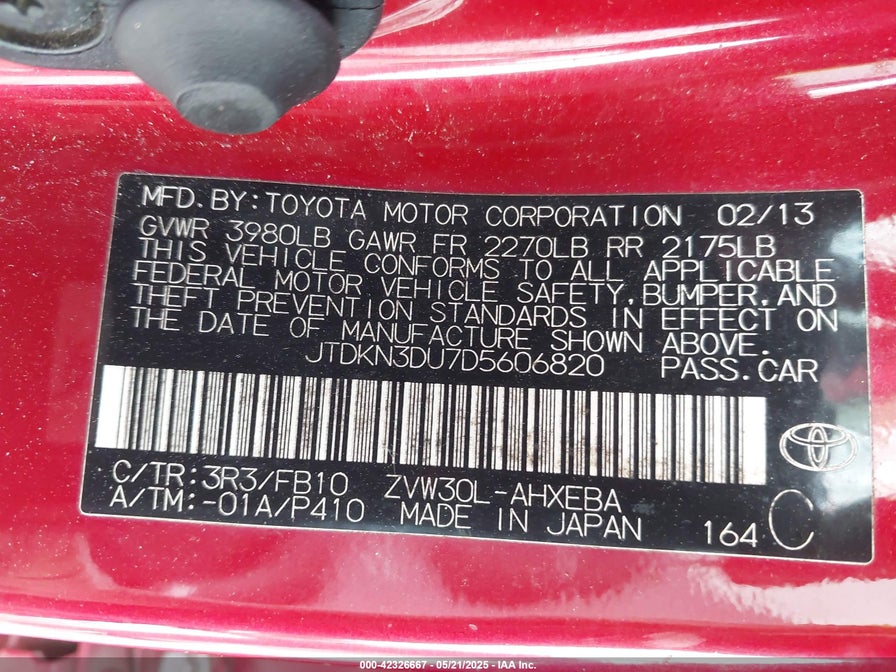 MFD.BY:TOYOTA MOTOR CORPORATION 02/13
GVWR 3980LB GAWR FR 2270LB RR 2175LB
THIS VEHICLE CONFORMS TO ALL APPLICABLE
FEDERAL MOTOR VEHICLE SAFETY,BUMPER,AND
THEFT PREVENTION STANDARDS IN EFFECT ON
THE DATE OF MANUFACTURE SHOWN ABOVE.
JTDKN3DU7D5606820 PASS.CAR
C/TR:3R3/FB10 ZVW30L-AHXEBA
A/TM:-01A/P410 MADE IN JAPAN 164 C
000-42326667 - 05/21/2025 - IAA Inc.